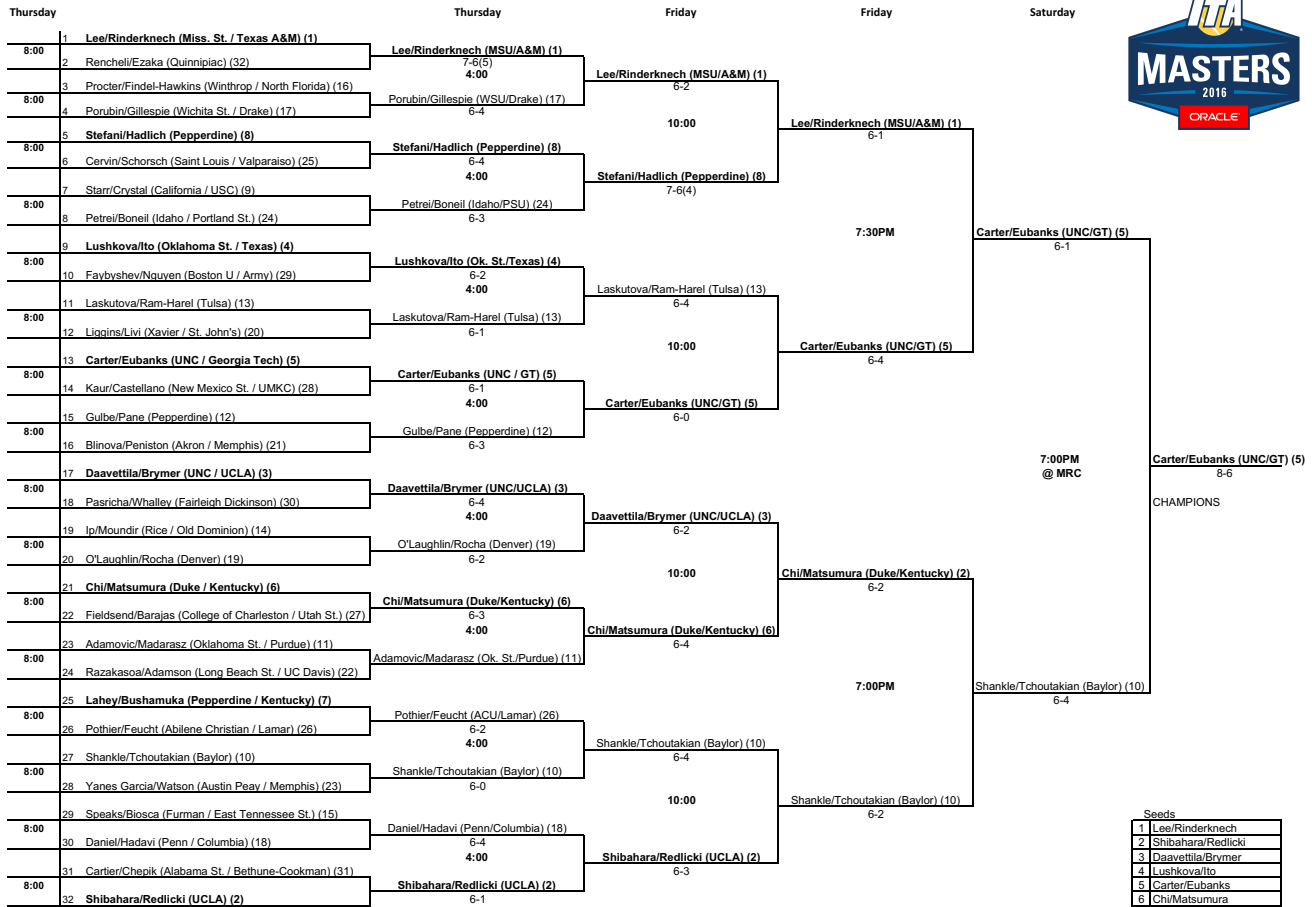 Thursday Thursday Friday Friday Saturday
ITA
MASTERS
2016
ORACLE
1 Lee/Rinderknech (Miss. St. / Texas A&M) (1)
8:00
2 Rencheli/Ezaka (Quinnipiac) (32)
3 Procter/Findel-Hawkins (Winthrop / North Florida) (16)
8:00
4 Porubin/Gillespie (Wichita St. / Drake) (17)
5 Stefani/Hadlich (Pepperdine) (8)
8:00
6 Cervin/Schorsch (Saint Louis / Valparaiso) (25)
7 Starr/Crystal (California / USC) (9)
8:00
8 Petrei/Boneil (Idaho / Portland St.) (24)
9 Lushkova/Ito (Oklahoma St. / Texas) (4)
8:00
10 Faybyshev/Nguyen (Boston U / Army) (29)
11 Laskutova/Ram-Harel (Tulsa) (13)
8:00
12 Liggins/Livi (Xavier / St. John's) (20)
13 Carter/Eubanks (UNC / Georgia Tech) (5)
8:00
14 Kaur/Castellano (New Mexico St. / UMKC) (28)
15 Gulbe/Pane (Pepperdine) (12)
8:00
16 Blinova/Peniston (Akron / Memphis) (21)
17 Daavettila/Brymer (UNC / UCLA) (3)
8:00
18 Pasricha/Whalley (Fairleigh Dickinson) (30)
19 Ip/Moundir (Rice / Old Dominion) (14)
8:00
20 O'Laughlin/Rocha (Denver) (19)
21 Chi/Matsumura (Duke / Kentucky) (6)
8:00
22 Fieldsend/Barajas (College of Charleston / Utah St.) (27)
23 Adamovic/Madarasz (Oklahoma St. / Purdue) (11)
8:00
24 Razakasoa/Adamson (Long Beach St. / UC Davis) (22)
25 Lahey/Bushamuka (Pepperdine / Kentucky) (7)
8:00
26 Pothier/Feucht (Abilene Christian / Lamar) (26)
27 Shankle/Tchoutakian (Baylor) (10)
8:00
28 Yanes Garcia/Watson (Austin Peay / Memphis) (23)
29 Speaks/Biosca (Furman / East Tennessee St.) (15)
8:00
30 Daniel/Hadavi (Penn / Columbia) (18)
31 Cartier/Chepik (Alabama St. / Bethune-Cookman) (31)
8:00
32 Shibahara/Redlicki (UCLA) (2)
Lee/Rinderknech (MSU/A&M) (1)
7-6(5)
4:00
Porubin/Gillespie (WSU/Drake) (17)
6-4
Stefani/Hadlich (Pepperdine) (8)
6-4
4:00
Petrei/Boneil (Idaho/PSU) (24)
6-3
Lushkova/Ito (Ok. St./Texas) (4)
6-2
4:00
Laskutova/Ram-Harel (Tulsa) (13)
6-1
Carter/Eubanks (UNC / GT) (5)
6-1
4:00
Gulbe/Pane (Pepperdine) (12)
6-3
Daavettila/Brymer (UNC/UCLA) (3)
6-4
4:00
O'Laughlin/Rocha (Denver) (19)
6-2
Chi/Matsumura (Duke/Kentucky) (6)
6-3
4:00
Adamovic/Madarasz (Ok. St./Purdue) (11)
Pothier/Feucht (ACU/Lamar) (26)
6-2
4:00
Shankle/Tchoutakian (Baylor) (10)
6-0
Daniel/Hadavi (Penn/Columbia) (18)
6-4
4:00
Shibahara/Redlicki (UCLA) (2)
6-1
Lee/Rinderknech (MSU/A&M) (1)
6-2
10:00
Stefani/Hadlich (Pepperdine) (8)
7-6(4)
Laskutova/Ram-Harel (Tulsa) (13)
6-4
10:00
Carter/Eubanks (UNC/GT) (5)
6-0
Daavettila/Brymer (UNC/UCLA) (3)
6-2
10:00
Chi/Matsumura (Duke/Kentucky) (6)
6-4
Shankle/Tchoutakian (Baylor) (10)
6-4
10:00
Shibahara/Redlicki (UCLA) (2)
6-3
Lee/Rinderknech (MSU/A&M) (1)
6-1
7:30PM
Carter/Eubanks (UNC/GT) (5)
6-4
Chi/Matsumura (Duke/Kentucky) (2)
6-2
7:00PM
Shankle/Tchoutakian (Baylor) (10)
6-2
Carter/Eubanks (UNC/GT) (5)
6-1
7:00PM
@ MRC
Shankle/Tchoutakian (Baylor) (10)
6-4
Carter/Eubanks (UNC/GT) (5)
8-6
CHAMPIONS
Seeds
1 Lee/Rinderknech
2 Shibahara/Redlicki
3 Daavettila/Brymer
4 Lushkova/Ito
5 Carter/Eubanks
6 Chi/Matsumura